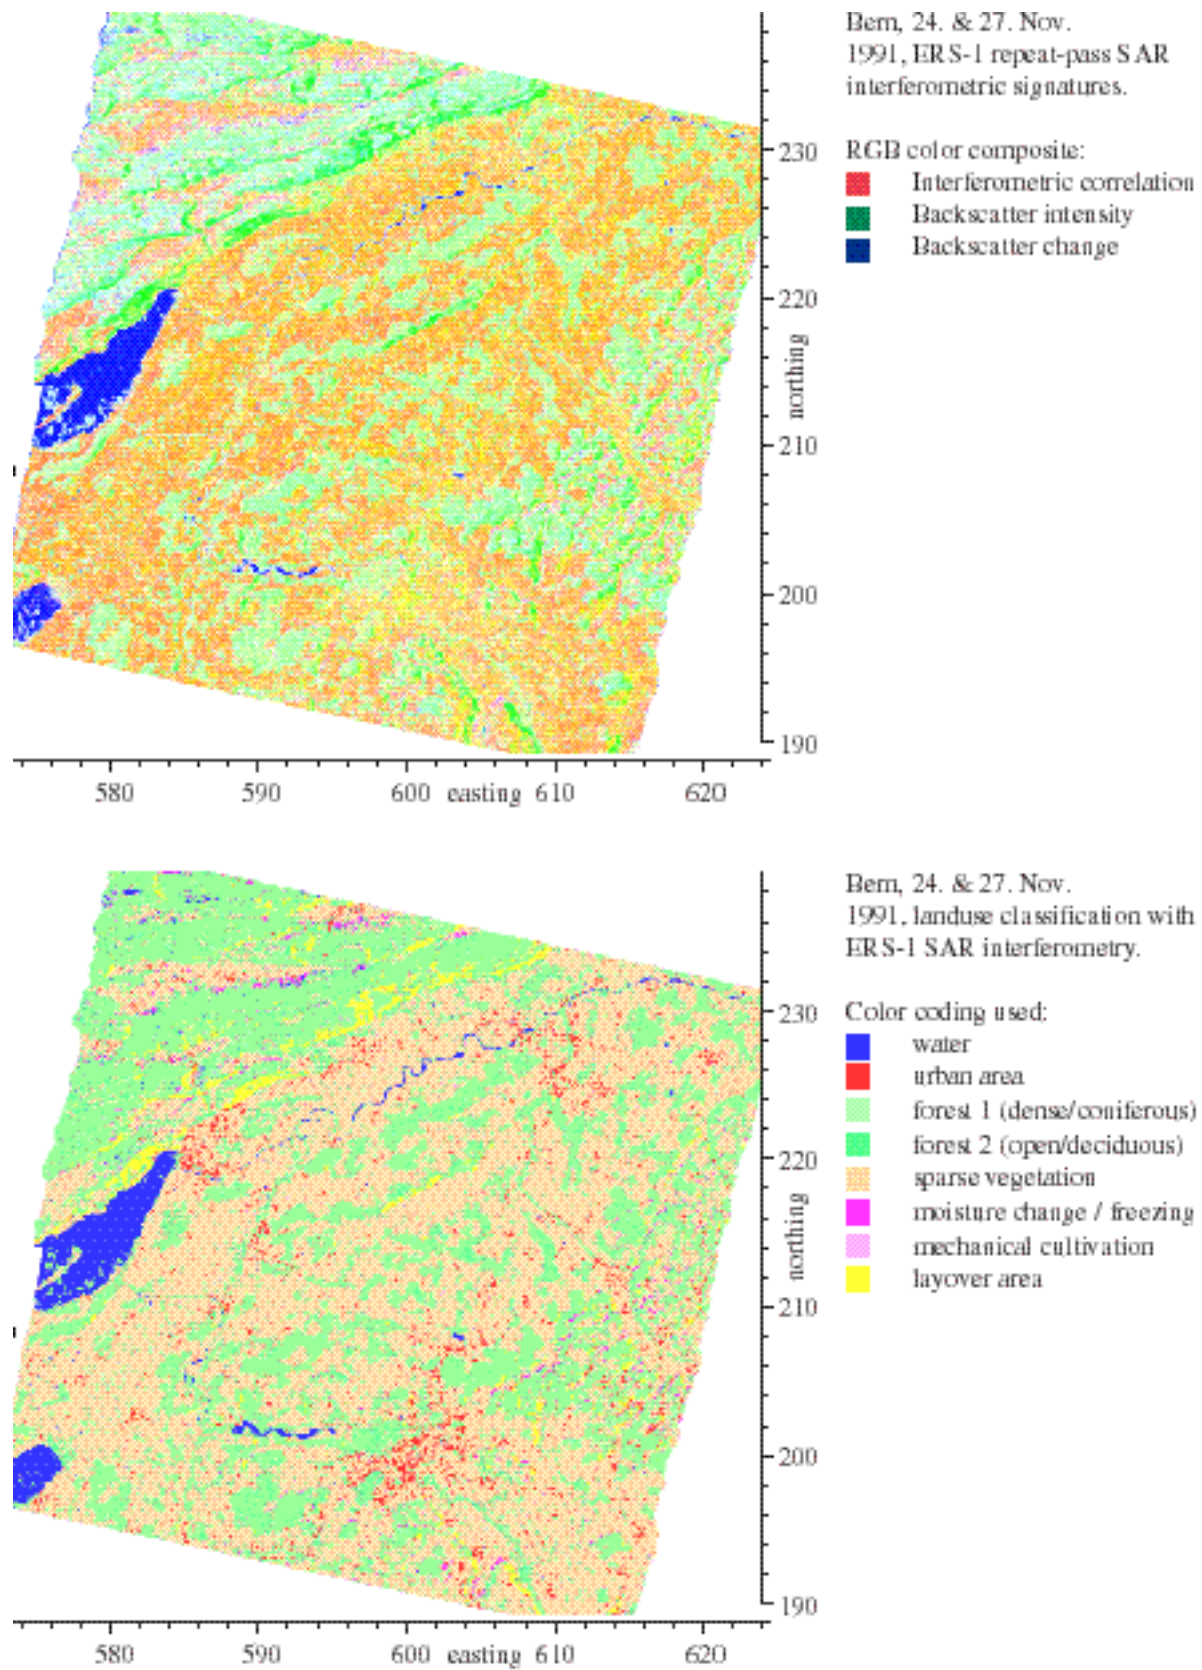 Bern, 24. & 27. Nov.
1991, ERS-1 repeat-pass SAR
interferometric signatures.
RGB color composite:
Interferometric correlation
Backscatter intensity
Backscatter change
230
220
northing
210
200
190
580 590 600 easting 610 620
Bern, 24. & 27. Nov.
1991, landuse classification with
ERS-1 SAR interferometry.
Color coding used:
water
urban area
forest 1 (dense/coniferous)
forest 2 (open/deciduous)
sparse vegetation
moisture change / freezing
mechanical cultivation
layover area
230
220
northing
210
200
190
580 590 600 easting 610 620